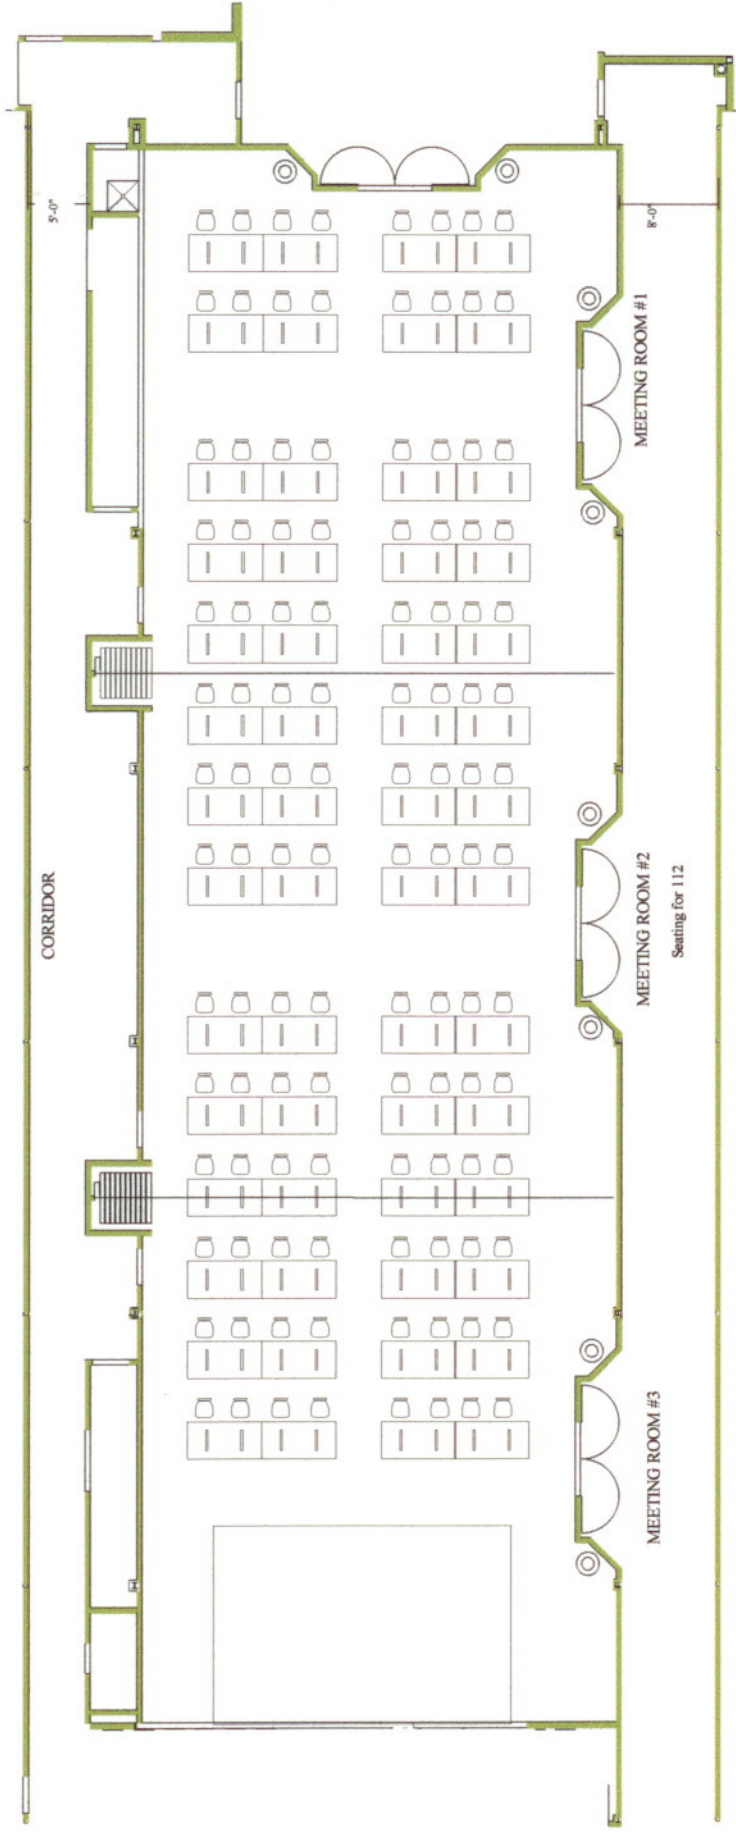 5'-0"
8'-0"
MEETING ROOM #1
CORRIDOR
MEETING ROOM #2
Seating for 112
MEETING ROOM #3